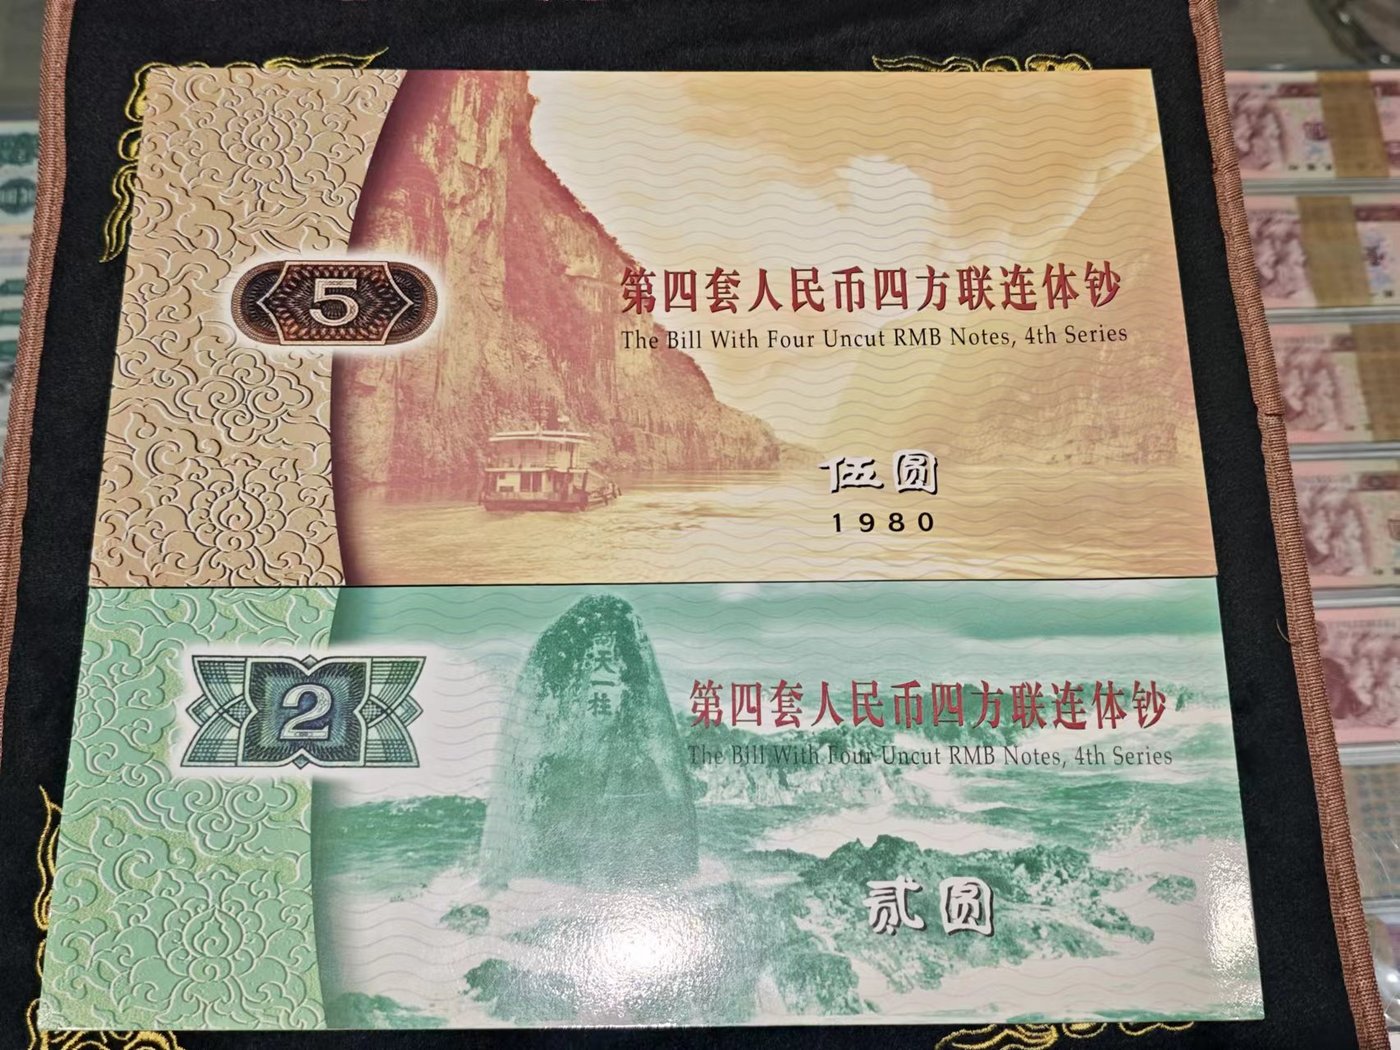 5
第四套人民币四方联连体钞
The Bill With Four Uncut RMB Notes, 4th Series
伍圆
1980
2
南天一柱
第四套人民币四方联连体钞
The Bill With Four Uncut RMB Notes, 4th Series
贰圆